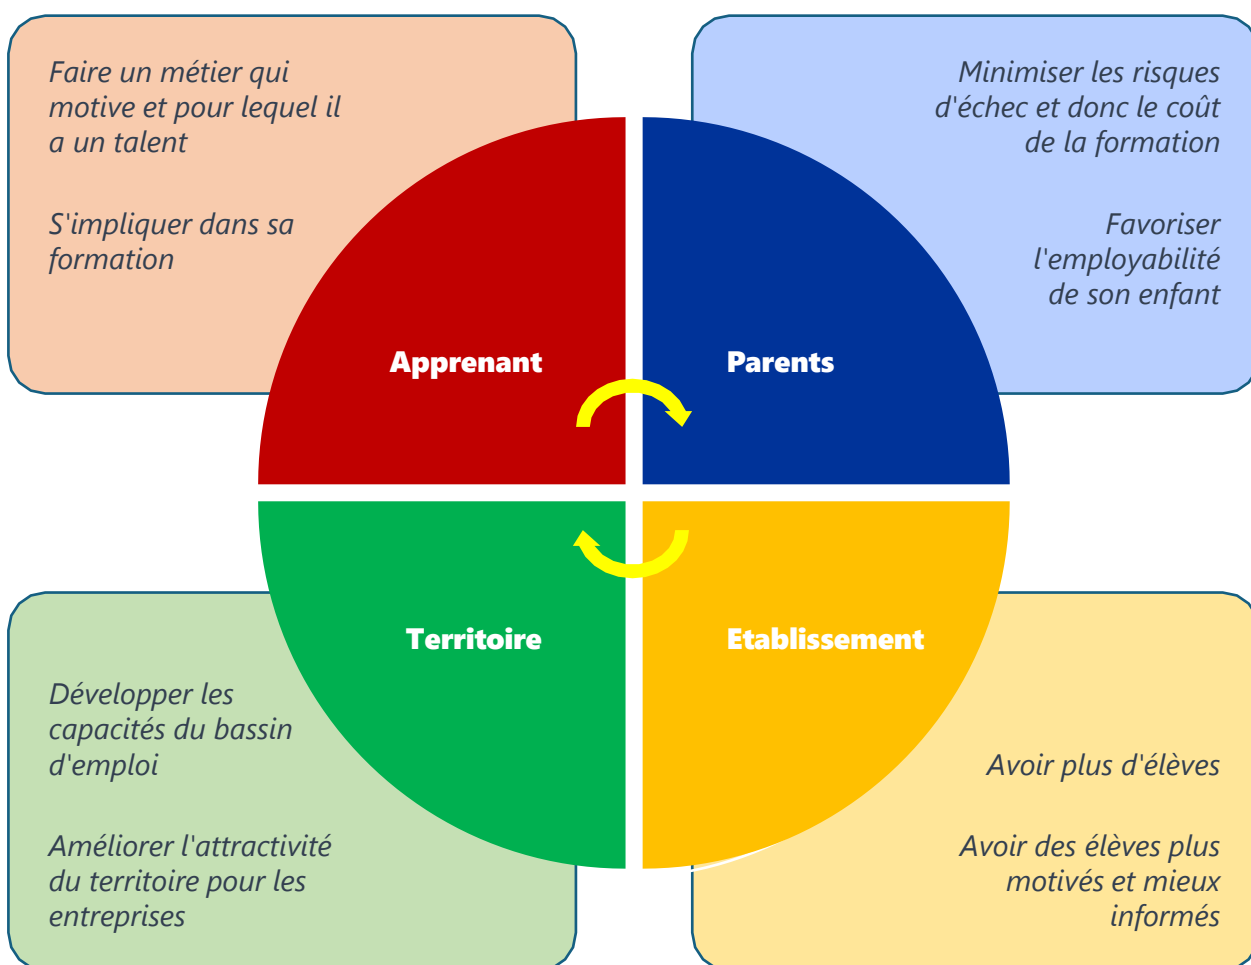 Faire un métier qui
motive et pour lequel il
a un talent
S'impliquer dans sa
formation
Minimiser les risques
d'échec et donc le coût
de la formation
Favoriser
l'employabilité
de son enfant
Apprenant
Parents
Territoire
Etablissement
Développer les
capacités du bassin
d'emploi
Améliorer l'attractivité
du territoire pour les
entreprises
Avoir plus d'élèves
Avoir des élèves plus
motivés et mieux
informés